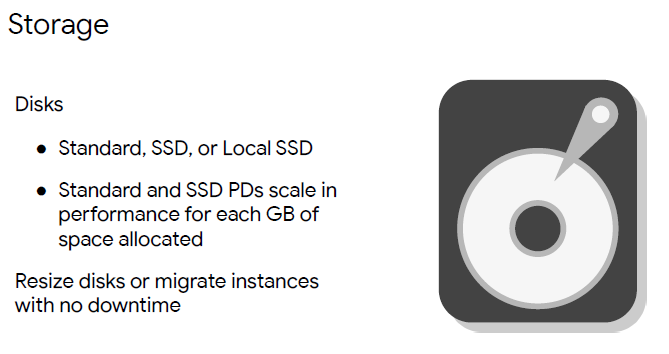 Storage
Disks
● Standard, SSD, or Local SSD
● Standard and SSD PDs scale in
performance for each GB of
space allocated
Resize disks or migrate instances
with no downtime